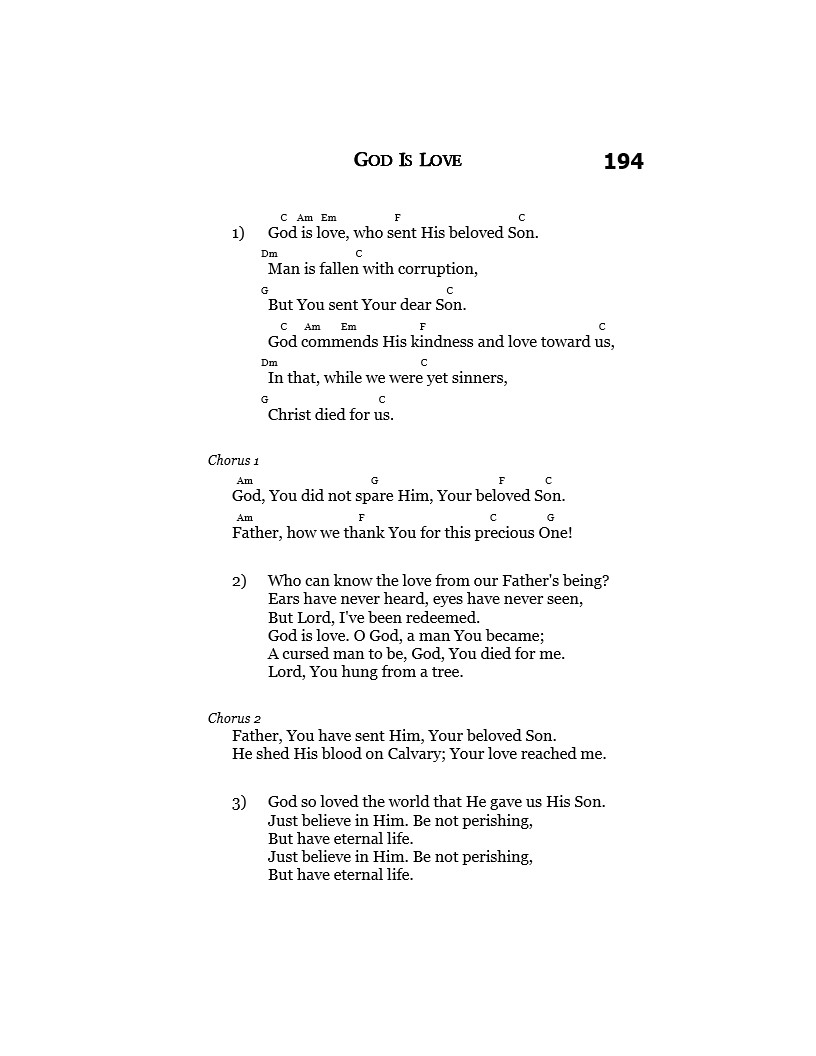 GOD IS LOVE 194
C Am Em F C
1) God is love, who sent His beloved Son.
Dm C
Man is fallen with corruption,
G C
But You sent Your dear Son.
C Am Em F C
God commends His kindness and love toward us,
Dm C
In that, while we were yet sinners,
G C
Christ died for us.
Chorus 1
Am G F C
God, You did not spare Him, Your beloved Son.
Am F C G
Father, how we thank You for this precious One!
2) Who can know the love from our Father's being?
Ears have never heard, eyes have never seen,
But Lord, I've been redeemed.
God is love. O God, a man You became;
A cursed man to be, God, You died for me.
Lord, You hung from a tree.
Chorus 2
Father, You have sent Him, Your beloved Son.
He shed His blood on Calvary; Your love reached me.
3) God so loved the world that He gave us His Son.
Just believe in Him. Be not perishing,
But have eternal life.
Just believe in Him. Be not perishing,
But have eternal life.